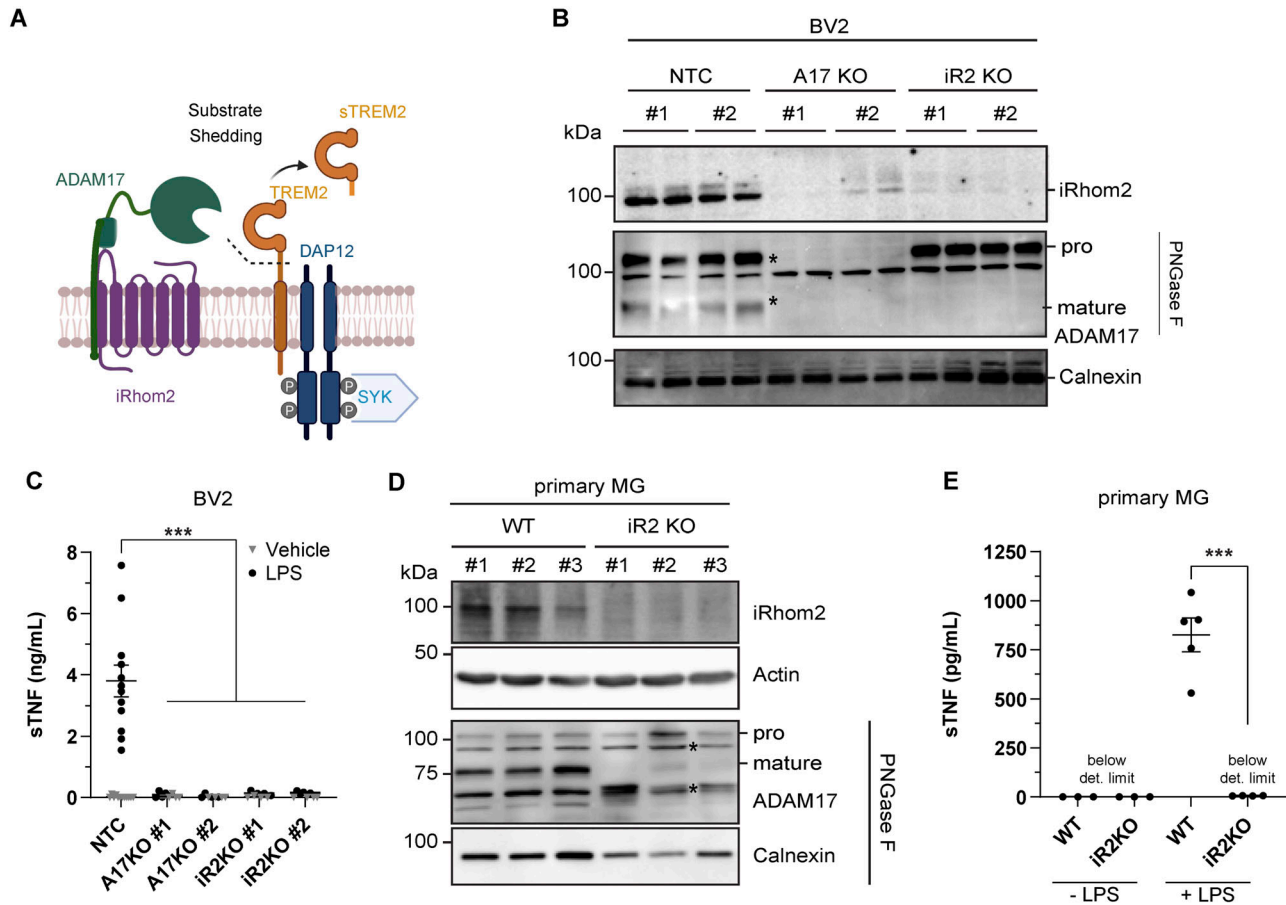 A
Substrate
Shedding
sTREM2
ADAM17
TREM2
DAP12
P
P
P
P
SYK
iRhom2
B
BV2
NTC
A17 KO
iR2 KO
#1
#2
#1
#2
#1
#2
kDa
100
iRhom2
pro
100
*
*
mature
ADAM17
PNGase F
100
Calnexin
C
BV2
***
Vehicle
LPS
sTNF (ng/mL)
8
6
4
2
0
NTC
A17KO #1
A17KO #2
iR2KO #1
iR2KO #2
D
primary MG
WT
iR2 KO
#1
#2
#3
#1
#2
#3
kDa
100
iRhom2
50
Actin
100
pro
*
mature
75
*
ADAM17
PNGase F
100
Calnexin
E
primary MG
***
sTNF (pg/mL)
1250
1000
750
500
250
0
below
det. limit
below
det. limit
WT
iR2KO
WT
iR2KO
- LPS
+ LPS